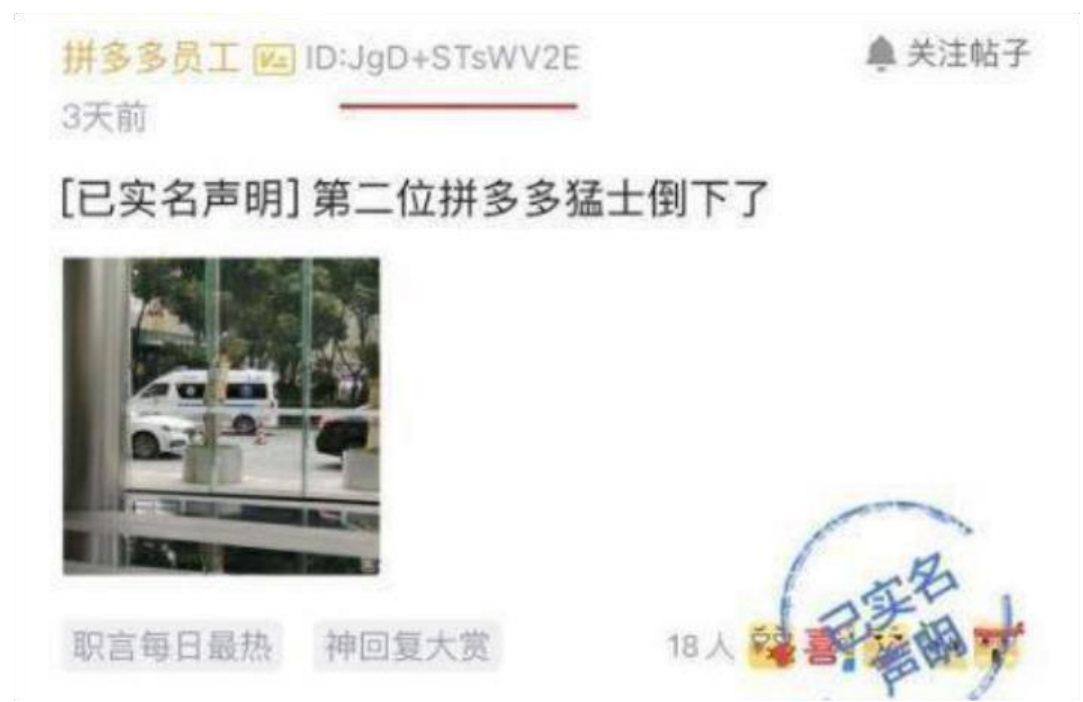 拼多多员工 ID:JgD+STsWV2E
关注帖子
3天前
[已实名声明] 第二位拼多多猛士倒下了
职言每日最热 神回复大赏
18人
喜
已实名
声明